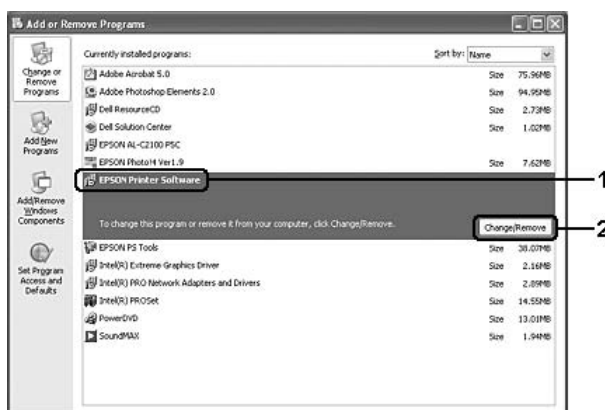 Add or Remove Programs
Change or
Remove
Programs
Add New
Programs
Add/Remove
Windows
Components
Set Program
Access and
Defaults
Currently installed programs:
Sort by: Name
Adobe Acrobat 5.0 Size 75.96MB
Adobe Photoshop Elements 2.0 Size 94.95MB
Dell ResourceCD Size 2.73MB
Dell Solution Center Size 1.02MB
EPSON AL-C2100 PSC
EPSON PhotoH Ver1.9 Size 7.62MB
EPSON Printer Software 1
To change this program or remove it from your computer, click Change/Remove.
Change/Remove 2
EPSON PS Tools Size 38.07MB
Intel(R) Extreme Graphics Driver Size 2.16MB
Intel(R) PRO Network Adapters and Drivers Size 2.89MB
Intel(R) PROSet Size 14.55MB
PowerDVD Size 13.01MB
SoundMAX Size 1.94MB